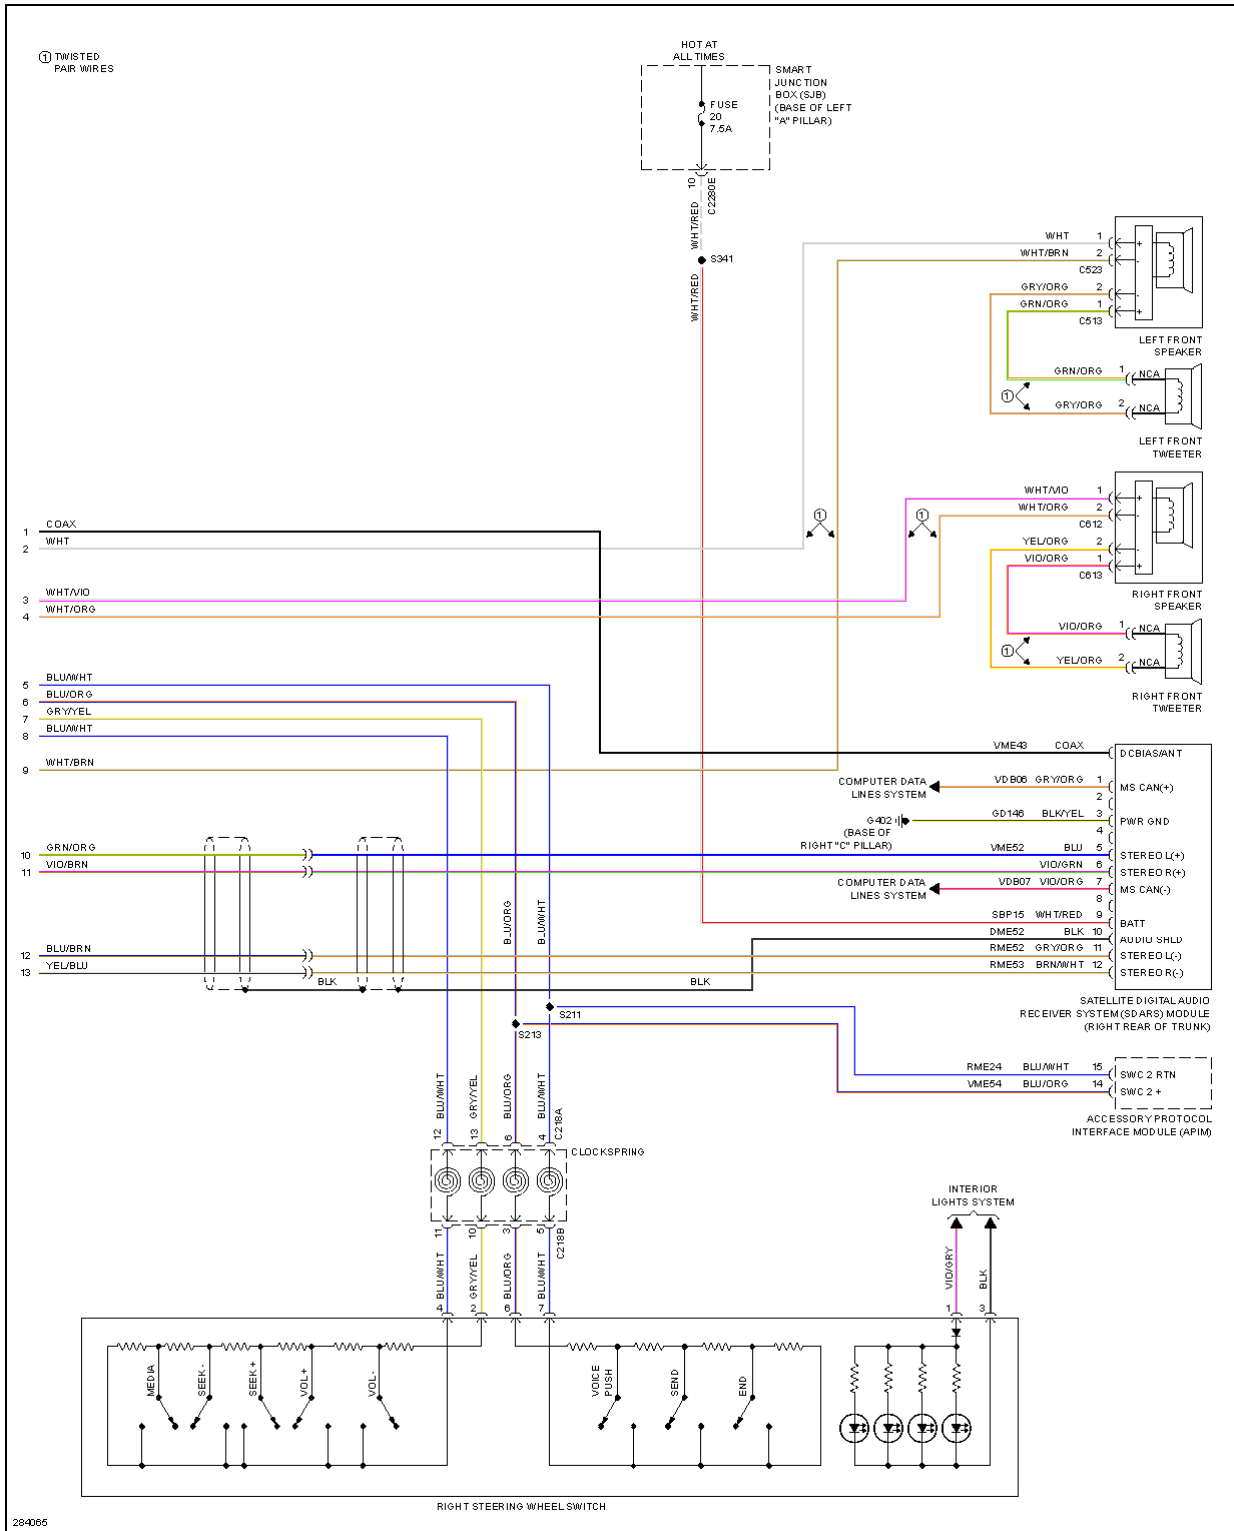 HOT AT
ALL TIMES
1 TWISTED
PAIR WIRES
SMART
JUNCTION
BOX (SJB)
(BASE OF LEFT
"A" PILLAR)
FUSE
20
7.5A
10
C2280E
WHT/RED
S341
WHT/RED
WHT 1
WHT/BRN 2
C523
GRY/ORG 2
GRN/ORG 1
C513
+
-
-
+
LEFT FRONT
SPEAKER
GRN/ORG 1 NCA
1
GRY/ORG 2 NCA
LEFT FRONT
TWEETER
WHT/VIO 1
WHT/ORG 2
C612
YEL/ORG 2
VIO/ORG 1
C613
+
-
-
+
RIGHT FRONT
SPEAKER
VIO/ORG 1 NCA
1
YEL/ORG 2 NCA
RIGHT FRONT
TWEETER
1
1
1 COAX
2 WHT
3 WHT/VIO
4 WHT/ORG
5 BLU/WHT
6 BLU/ORG
7 GRY/YEL
8 BLU/WHT
9 WHT/BRN
10 GRN/ORG
11 VIO/BRN
12 BLU/BRN
13 YEL/BLU
BLK
BLK
VME43 COAX DCBIAS/ANT
COMPUTER DATA
LINES SYSTEM
VDB06 GRY/ORG 1 MS CAN(+)
2
G402
(BASE OF
RIGHT "C" PILLAR)
GD146 BLK/YEL 3 PWR GND
4
VME52 BLU 5 STEREO L(+)
VIO/GRN 6 STEREO R(+)
COMPUTER DATA
LINES SYSTEM
VDB07 VIO/ORG 7 MS CAN(-)
8
SBP15 WHT/RED 9 BATT
DME52 BLK 10 AUDIO SHLD
RME52 GRY/ORG 11 STEREO L(-)
RME53 BRN/WHT 12 STEREO R(-)
SATELLITE DIGITAL AUDIO
RECEIVER SYSTEM (SDARS) MODULE
(RIGHT REAR OF TRUNK)
BLU/ORG
BLU/WHT
S211
S213
RME24 BLU/WHT 15 SWC 2 RTN
VME54 BLU/ORG 14 SWC 2 +
ACCESSORY PROTOCOL
INTERFACE MODULE (APIM)
BLU/WHT
GRY/YEL
BLU/ORG
BLU/WHT
12
13
6
4
C218A
CLOCKSPRING
11
10
3
5
C218B
BLU/WHT
GRY/YEL
BLU/ORG
BLU/WHT
4
2
6
7
INTERIOR
LIGHTS SYSTEM
VIO/GRY
BLK
1
3
MEDIA
SEEK -
SEEK +
VOL +
VOL -
VOICE
PUSH
SEND
END
RIGHT STEERING WHEEL SWITCH
284065